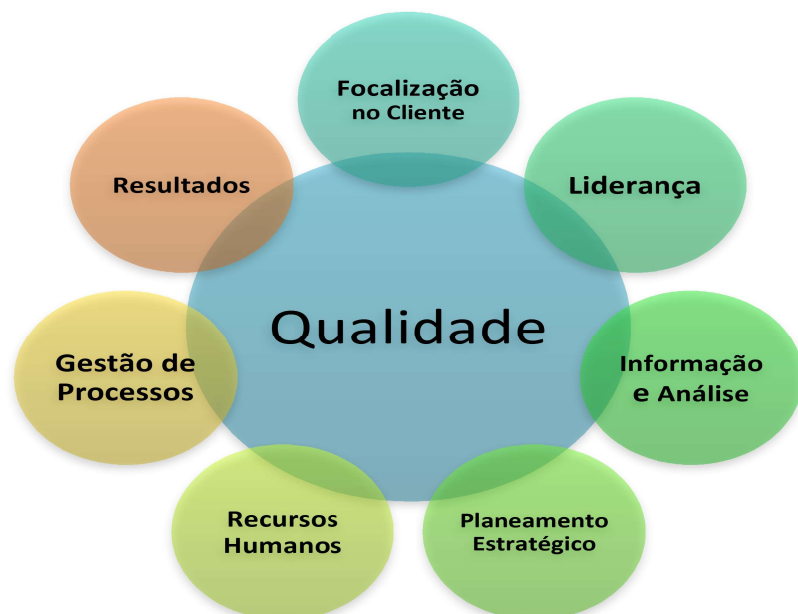 Focalização
no Cliente
Liderança
Informação
e Análise
Planeamento
Estratégico
Recursos
Humanos
Gestão de
Processos
Resultados
Qualidade